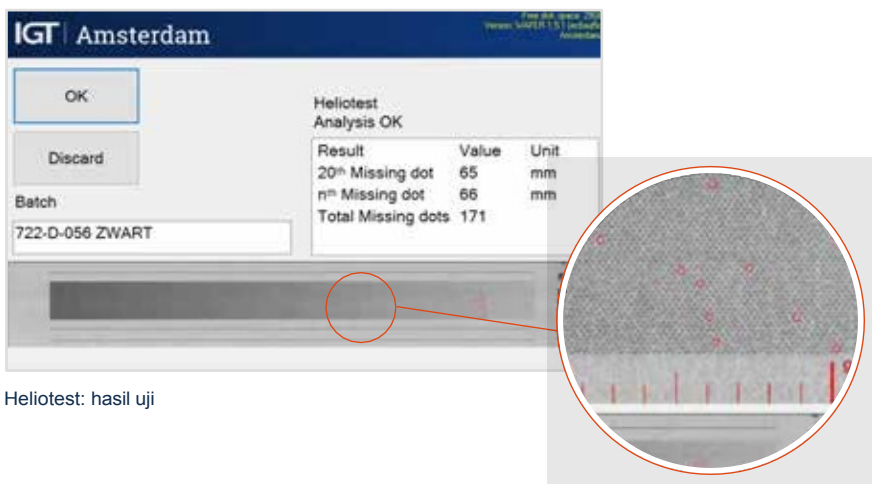 IGT Amsterdam
OK
Discard
Batch
722-D-056 ZWART
Heliotest
Analysis OK
Result Value Unit
20th Missing dot 65 mm
nth Missing dot 66 mm
Total Missing dots 171
Heliotest: hasil uji